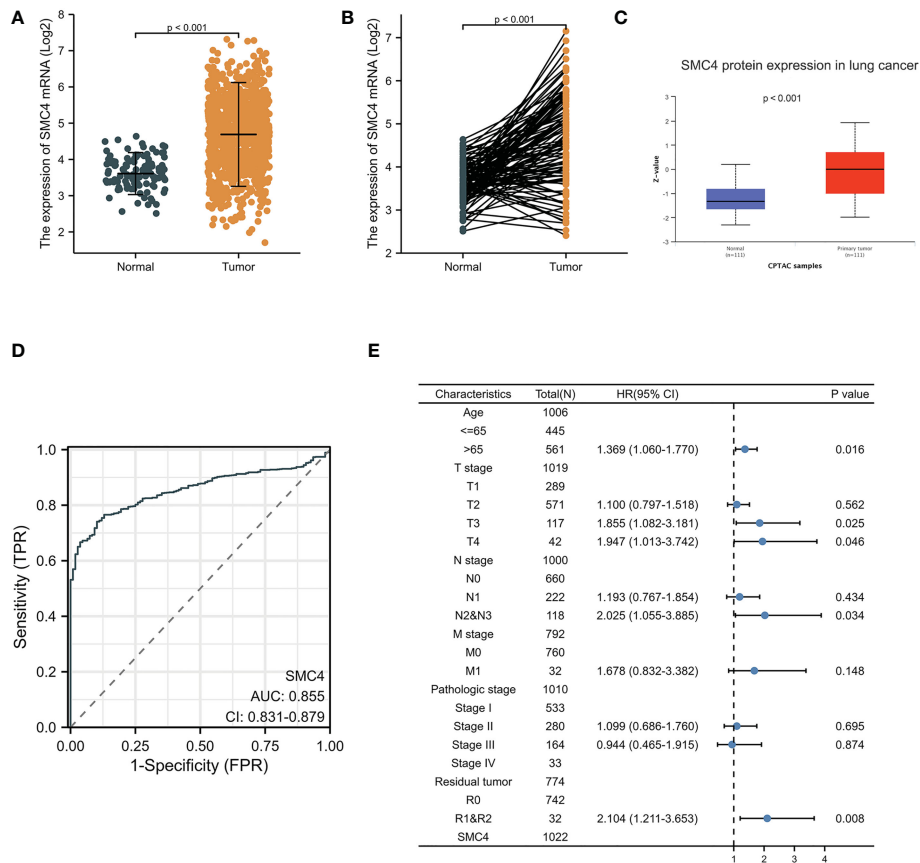 A
The expression of SMC4 mRNA (Log2)
8
7
6
5
4
3
2
p < 0.001
Normal
Tumor
B
The expression of SMC4 mRNA (Log2)
7
6
5
4
3
2
p < 0.001
Normal
Tumor
C
SMC4 protein expression in lung cancer
p < 0.001
Z-value
3
2
1
0
-1
-2
-3
Normal
(n=111)
Primary tumor
(n=111)
CPTAC samples
D
Sensitivity (TPR)
1.0
0.8
0.6
0.4
0.2
0.0
SMC4
AUC: 0.855
CI: 0.831-0.879
0.00 0.25 0.50 0.75 1.00
1-Specificity (FPR)
E
Characteristics Total(N) HR(95% CI) P value
Age 1006
<=65 445
>65 561 1.369 (1.060-1.770) 0.016
T stage 1019
T1 289
T2 571 1.100 (0.797-1.518) 0.562
T3 117 1.855 (1.082-3.181) 0.025
T4 42 1.947 (1.013-3.742) 0.046
N stage 1000
N0 660
N1 222 1.193 (0.767-1.854) 0.434
N2&N3 118 2.025 (1.055-3.885) 0.034
M stage 792
M0 760
M1 32 1.678 (0.832-3.382) 0.148
Pathologic stage 1010
Stage I 533
Stage II 280 1.099 (0.686-1.760) 0.695
Stage III 164 0.944 (0.465-1.915) 0.874
Stage IV 33
Residual tumor 774
R0 742
R1&R2 32 2.104 (1.211-3.653) 0.008
SMC4 1022
1 2 3 4